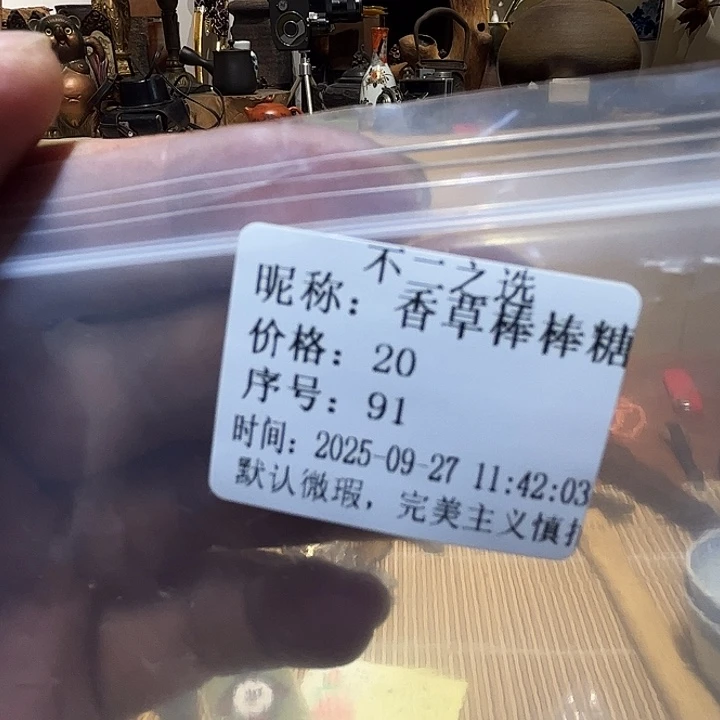 不二之选
昵称：香草棒棒糖
价格：20
序号：91
时间：2025-09-27 11:42:03
默认微瑕，完美主义慎